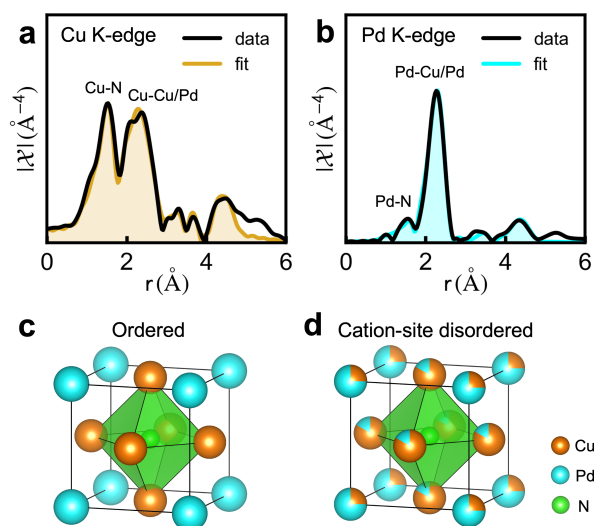 a Cu K-edge
data
fit
Cu-N
Cu-Cu/Pd
|χ| (Å⁻⁴)
0 2 4 6
r (Å)
b Pd K-edge
data
fit
Pd-Cu/Pd
Pd-N
|χ| (Å⁻⁴)
0 2 4 6
r (Å)
c Ordered
d Cation-site disordered
Cu
Pd
N